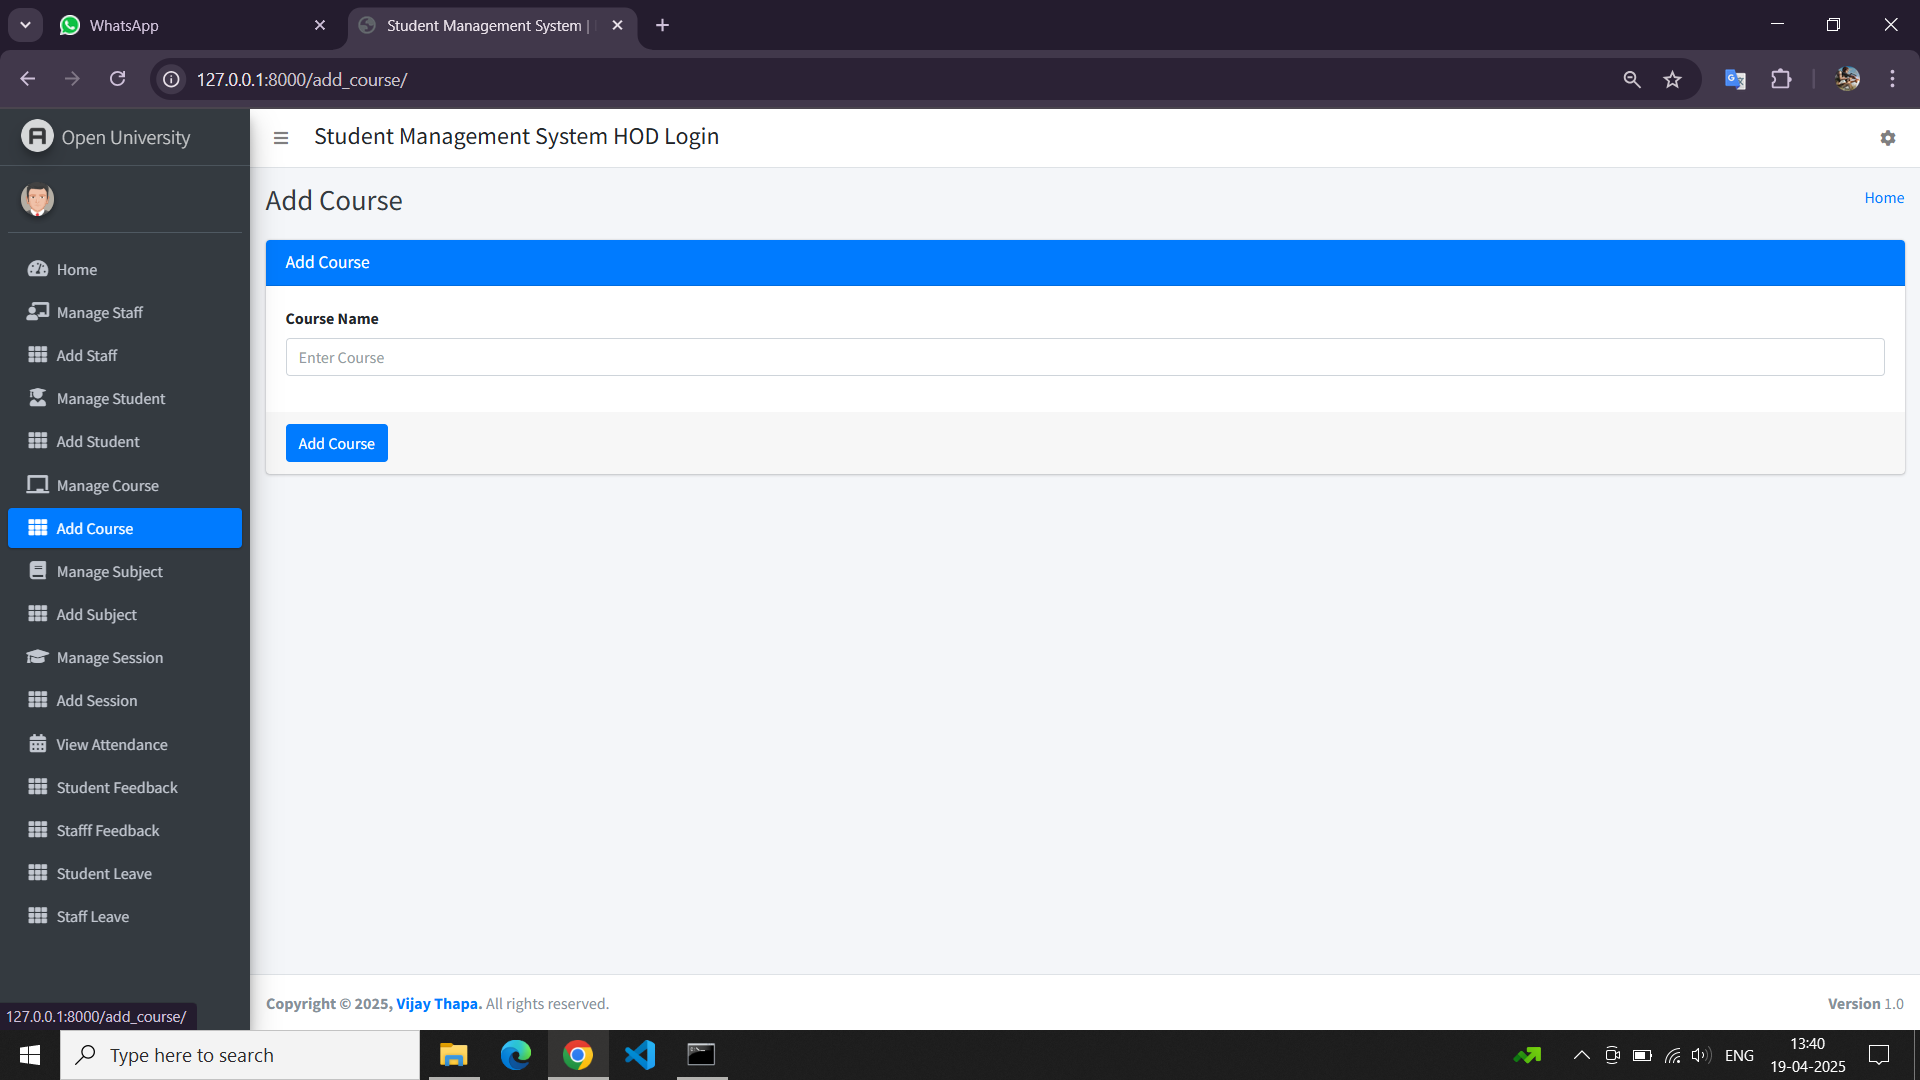 WhatsApp
Student Management System |
127.0.0.1:8000/add_course/
Open University
Student Management System HOD Login
Add Course
Home
Home
Manage Staff
Add Staff
Manage Student
Add Student
Manage Course
Add Course
Manage Subject
Add Subject
Manage Session
Add Session
View Attendance
Student Feedback
Stafff Feedback
Student Leave
Staff Leave
Add Course
Course Name
Enter Course
Add Course
Copyright © 2025, Vijay Thapa. All rights reserved.
Version 1.0
127.0.0.1:8000/add_course/
Type here to search
ENG
13:40
19-04-2025